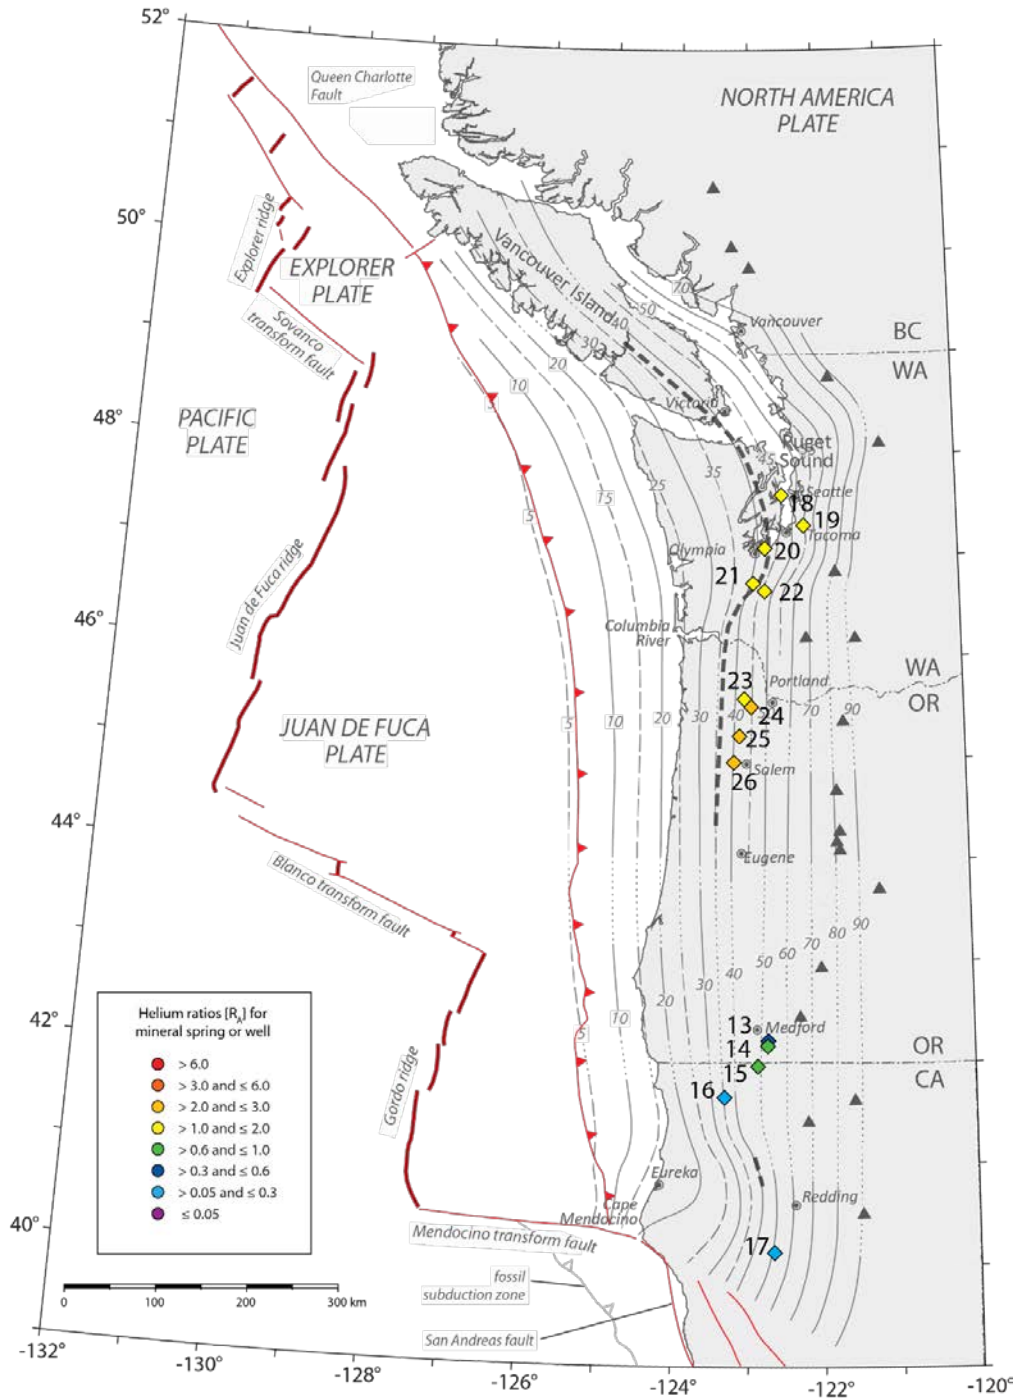 52°
Queen Charlotte
Fault
NORTH AMERICA
PLATE
50°
Explorer ridge
EXPLORER
PLATE
Vancouver Island
70
50
40
30
Vancouver
BC
WA
Sovanco
transform fault
20
10
5
PACIFIC
PLATE
48°
Victoria
Puget
Sound
45
35
25
15
5
18
Seattle
19
Tacoma
20
Olympia
21
22
Juan de Fuca ridge
46°
Columbia
River
WA
OR
Portland
23
24
25
26
Salem
5
10
20
30
40
70
90
JUAN DE FUCA
PLATE
44°
Eugene
Blanco transform fault
20
30
40
50
60
70
80
90
42°
5
10
13
Medford
14
15
16
OR
CA
Helium ratios [RA] for
mineral spring or well
> 6.0
> 3.0 and ≤ 6.0
> 2.0 and ≤ 3.0
> 1.0 and ≤ 2.0
> 0.6 and ≤ 1.0
> 0.3 and ≤ 0.6
> 0.05 and ≤ 0.3
≤ 0.05
Gordo ridge
Eureka
Redding
Cape
Mendocino
40°
Mendocino transform fault
17
fossil
subduction zone
San Andreas fault
0 100 200 300 km
-132° -130° -128° -126° -124° -122° -120°